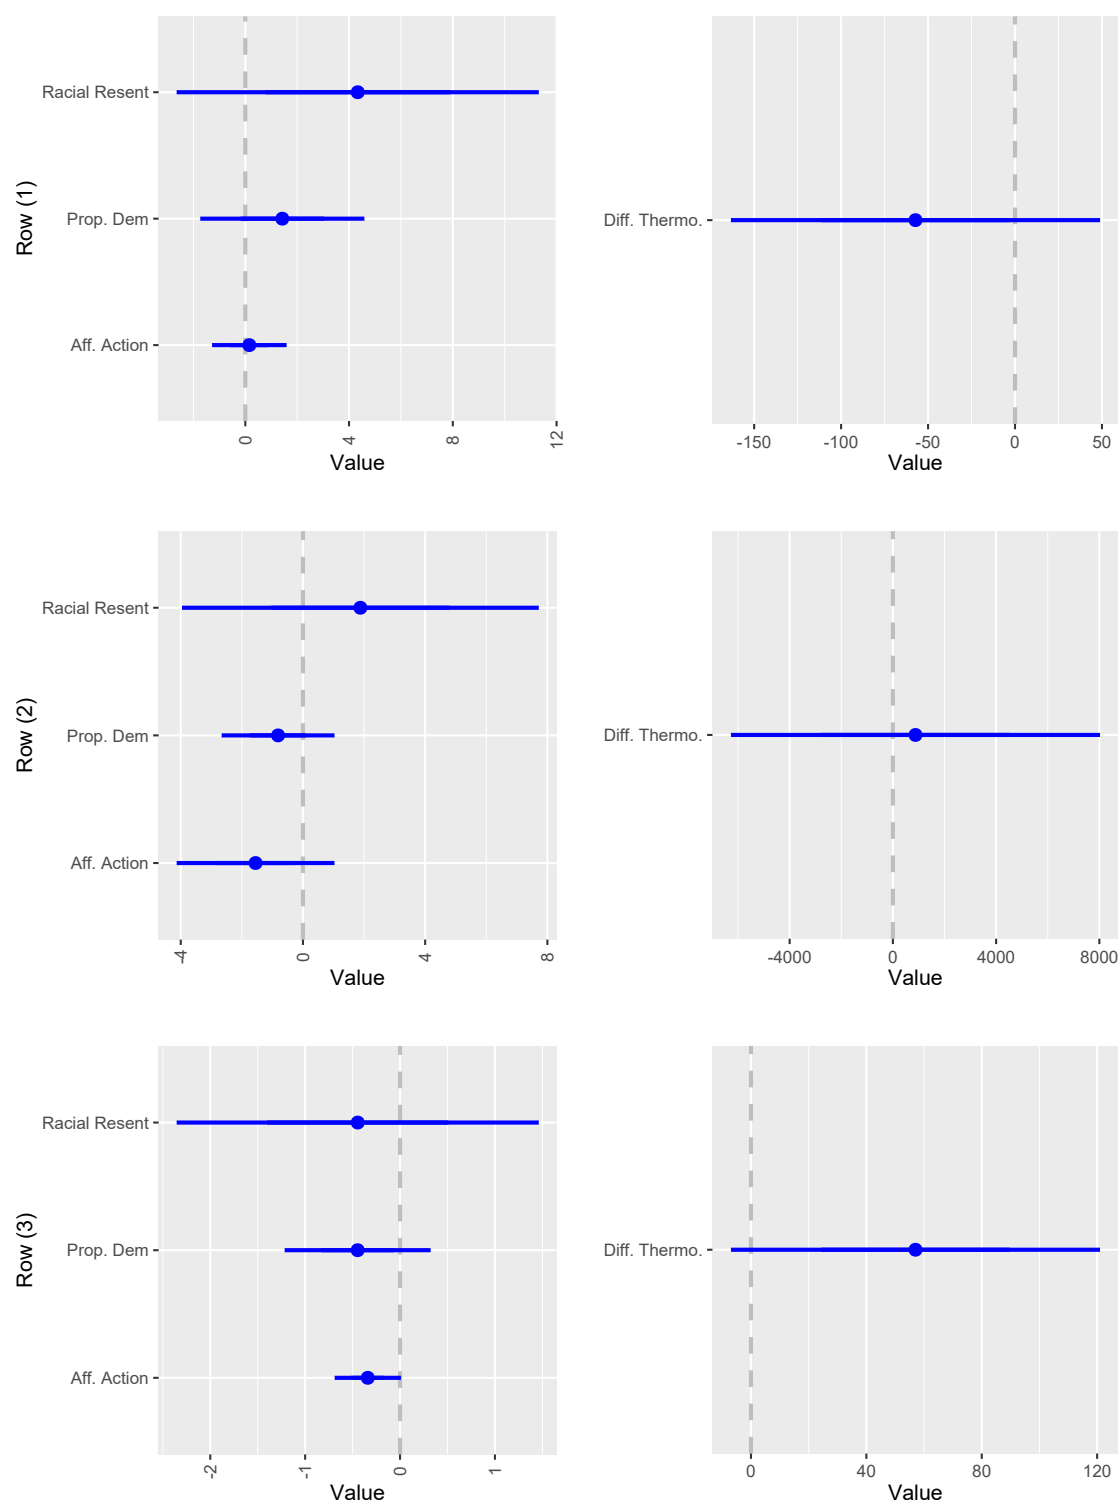 Row (1)
Racial Resent
Prop. Dem
Aff. Action
0 4 8 12
Value
Diff. Thermo.
-150 -100 -50 0 50
Value
Row (2)
Racial Resent
Prop. Dem
Aff. Action
-4 0 4 8
Value
Diff. Thermo.
-4000 0 4000 8000
Value
Row (3)
Racial Resent
Prop. Dem
Aff. Action
-2 -1 0 1
Value
Diff. Thermo.
0 40 80 120
Value